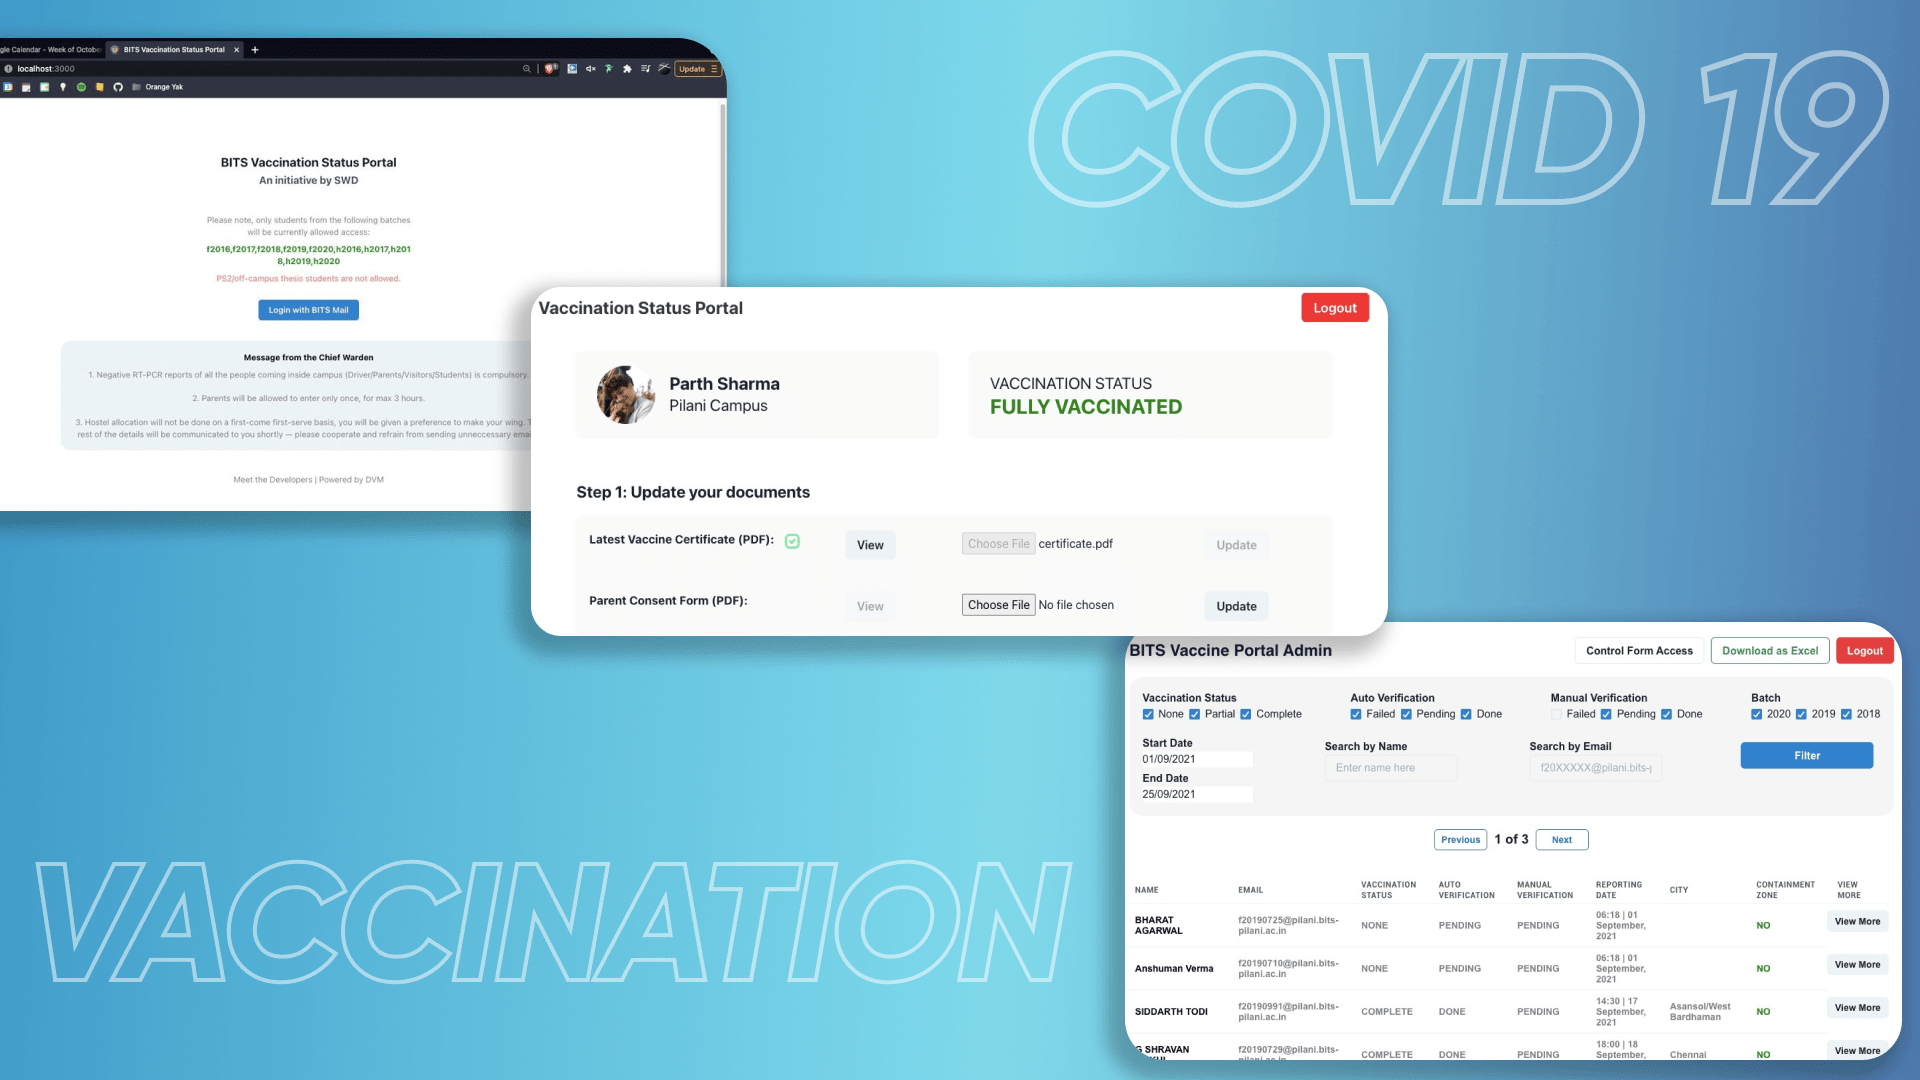 COVID 19
gle Calendar - Week of Octobe
BITS Vaccination Status Portal
localhost:3000
Update
Orange Yak
BITS Vaccination Status Portal
An initiative by SWD
Please note, only students from the following batches
will be currently allowed access:
f2016,f2017,f2018,f2019,f2020,h2016,h2017,h201
8,h2019,h2020
PS2/off-campus thesis students are not allowed.
Login with BITS Mail
Message from the Chief Warden
1. Negative RT-PCR reports of all the people coming inside campus (Driver/Parents/Visitors/Students) is compulsory.
2. Parents will be allowed to enter only once, for max 3 hours.
3. Hostel allocation will not be done on a first-come first-serve basis, you will be given a preference to make your wing.
rest of the details will be communicated to you shortly — please cooperate and refrain from sending unneccessary
Meet the Developers | Powered by DVM
Vaccination Status Portal
Logout
Parth Sharma
Pilani Campus
VACCINATION STATUS
FULLY VACCINATED
Step 1: Update your documents
Latest Vaccine Certificate (PDF):
View
Choose File certificate.pdf
Update
Parent Consent Form (PDF):
View
Choose File No file chosen
Update
BITS Vaccine Portal Admin
Control Form Access
Download as Excel
Logout
Vaccination Status
None Partial Complete
Auto Verification
Failed Pending Done
Manual Verification
Failed Pending Done
Batch
2020 2019 2018
Start Date
01/09/2021
End Date
25/09/2021
Search by Name
Enter name here
Search by Email
f20XXXXX@pilani.bits-
Filter
Previous 1 of 3 Next
NAME EMAIL VACCINATION STATUS AUTO VERIFICATION MANUAL VERIFICATION REPORTING DATE CITY CONTAINMENT ZONE VIEW MORE
BHARAT AGARWAL f20190725@pilani.bits-pilani.ac.in NONE PENDING PENDING 06:18 | 01 September, 2021 NO View More
Anshuman Verma f20190710@pilani.bits-pilani.ac.in NONE PENDING PENDING 06:18 | 01 September, 2021 NO View More
SIDDARTH TODI f20190991@pilani.bits-pilani.ac.in COMPLETE DONE PENDING 14:30 | 17 September, 2021 Asansol/West Bardhaman NO View More
G SHRAVAN f20190729@pilani.bits- COMPLETE DONE PENDING 18:00 | 18 September, Chennai NO View More
VACCINATION